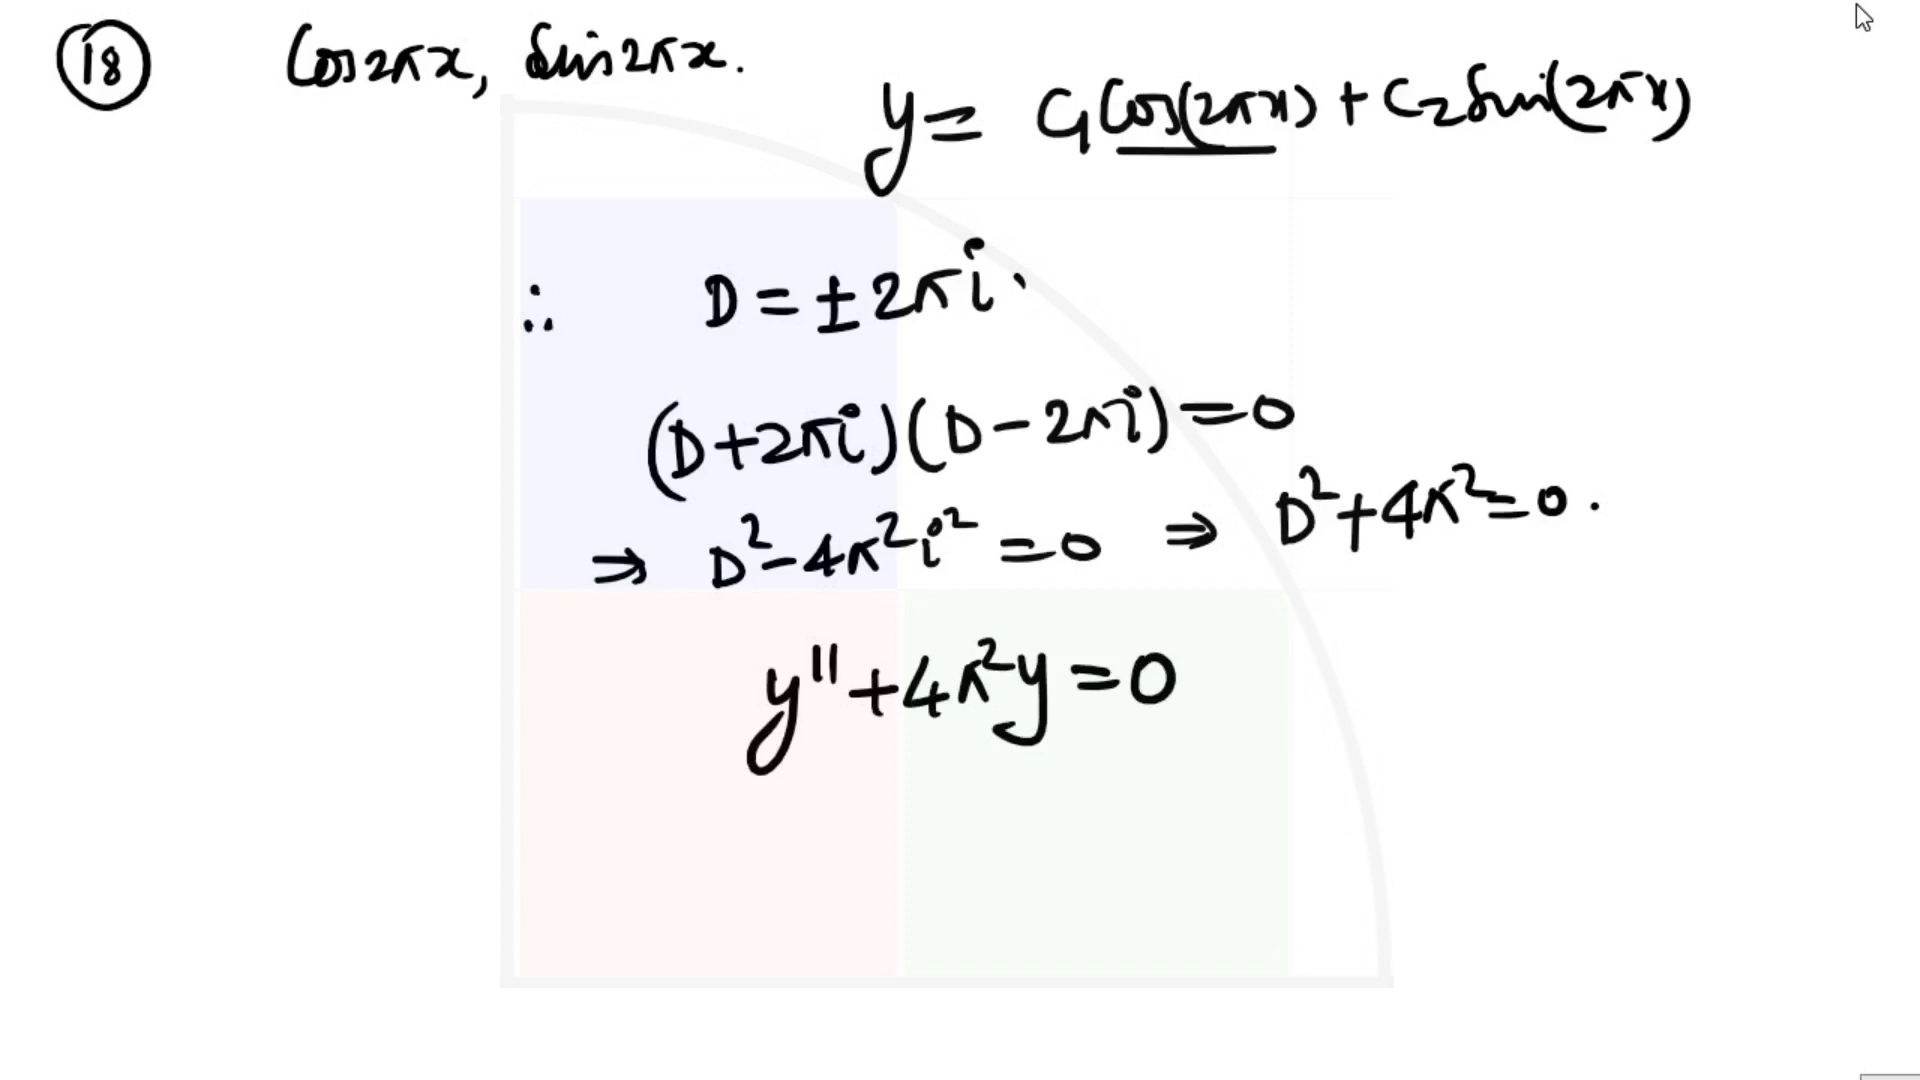 ⑱ Cos2πx, Sin2πx.
y = C₁Cos(2πx) + C₂Sin(2πx)
∴ D = ±2πi.
(D+2πi)(D-2πi) = 0
⇒ D²-4π²i² = 0 ⇒ D²+4π² = 0.
y''+4π²y = 0